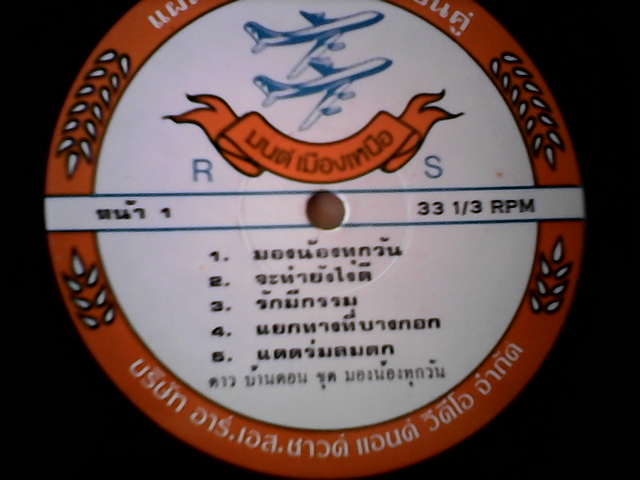 มนต์เมืองเหนือ
R S
หน้า 1 33 1/3 RPM
1. มองน้องทุกวัน
2. จะทำยังไงดี
3. รักมีกรรม
4. แยกทางที่บางกอก
5. แดดร่มลมตก
ดาว บ้านดอน ชุด มองน้องทุกวัน
บริษัท อาร์.เอส.ซาวด์ แอนด์ วีดีโอ จำกัด